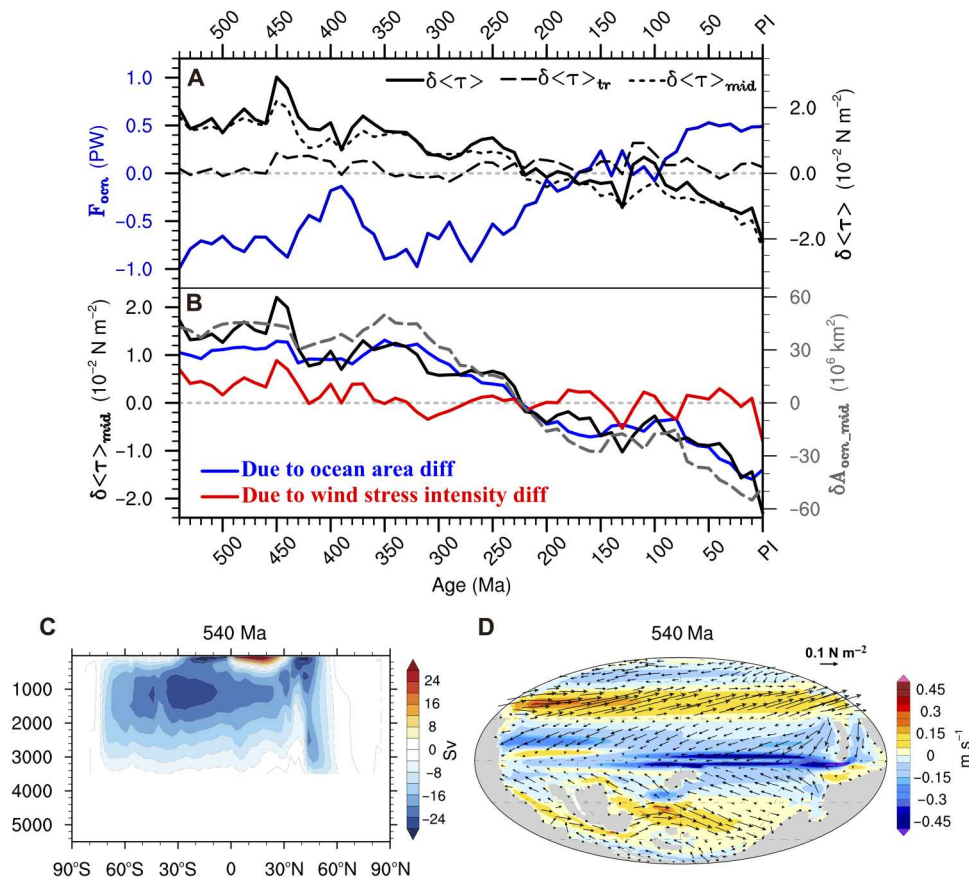 500 450 400 350 300 250 200 150 100 50 PI
A
δ<τ> δ<τ>tr δ<τ>mid
1.0
0.5
0.0
−0.5
−1.0
Focn (PW)
2.0
0.0
−2.0
δ<τ> (10⁻² N m⁻²)
B
2.0
1.0
0.0
−1.0
−2.0
δ<τ>mid (10⁻² N m⁻²)
60
30
0
−30
−60
δAocn_mid (10⁶ km²)
Due to ocean area diff
Due to wind stress intensity diff
500 450 400 350 300 250 200 150 100 50 PI
Age (Ma)
C
540 Ma
1000
2000
3000
4000
5000
90°S 60°S 30°S 0 30°N 60°N 90°N
24
16
8
4
0
−4
−8
−16
−24
Sv
D
540 Ma
0.1 N m⁻²
0.45
0.3
0.15
0
−0.15
−0.3
−0.45
m s⁻¹